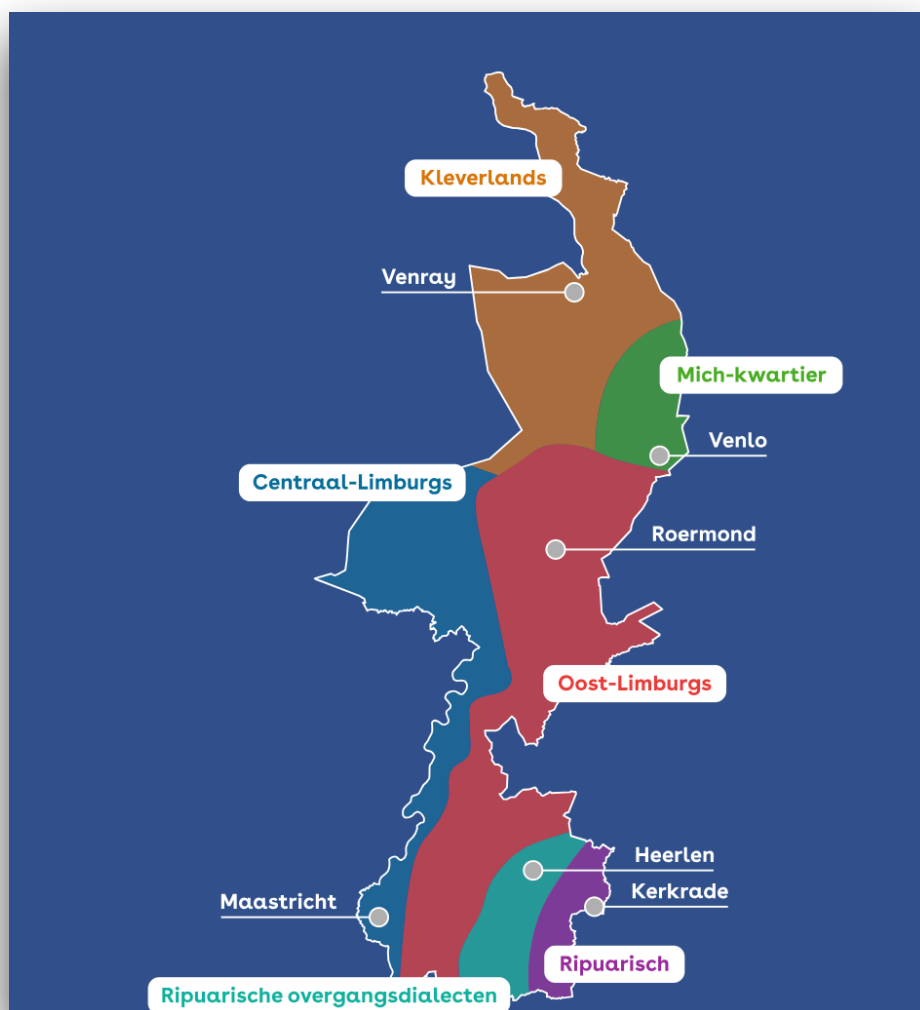 Kleverlands
Venray
Mich-kwartier
Venlo
Centraal-Limburgs
Roermond
Oost-Limburgs
Heerlen
Kerkrade
Maastricht
Ripuarisch
Ripuarische overgangsdialecten